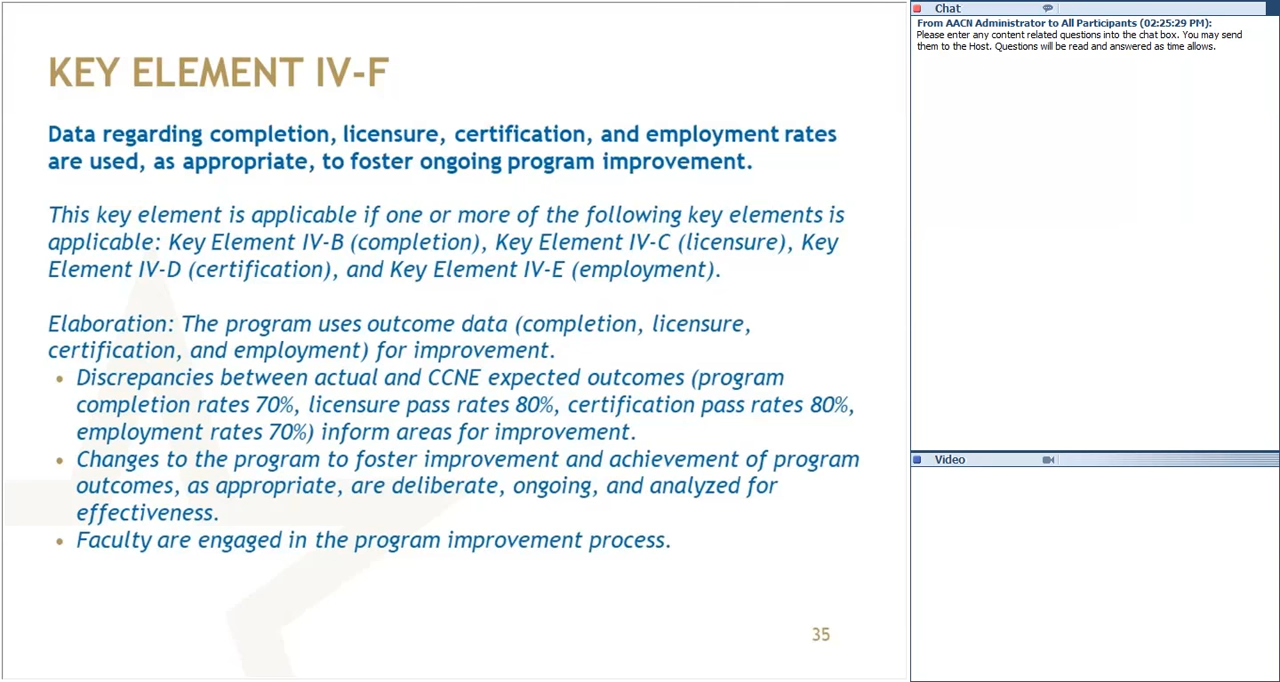 KEY ELEMENT IV-F
Data regarding completion, licensure, certification, and employment rates
are used, as appropriate, to foster ongoing program improvement.
This key element is applicable if one or more of the following key elements is
applicable: Key Element IV-B (completion), Key Element IV-C (licensure), Key
Element IV-D (certification), and Key Element IV-E (employment).
Elaboration: The program uses outcome data (completion, licensure,
certification, and employment) for improvement.
• Discrepancies between actual and CCNE expected outcomes (program
completion rates 70%, licensure pass rates 80%, certification pass rates 80%,
employment rates 70%) inform areas for improvement.
• Changes to the program to foster improvement and achievement of program
outcomes, as appropriate, are deliberate, ongoing, and analyzed for
effectiveness.
• Faculty are engaged in the program improvement process.
35
Chat
From AACN Administrator to All Participants (02:25:29 PM):
Please enter any content related questions into the chat box. You may send
them to the Host. Questions will be read and answered as time allows.
Video